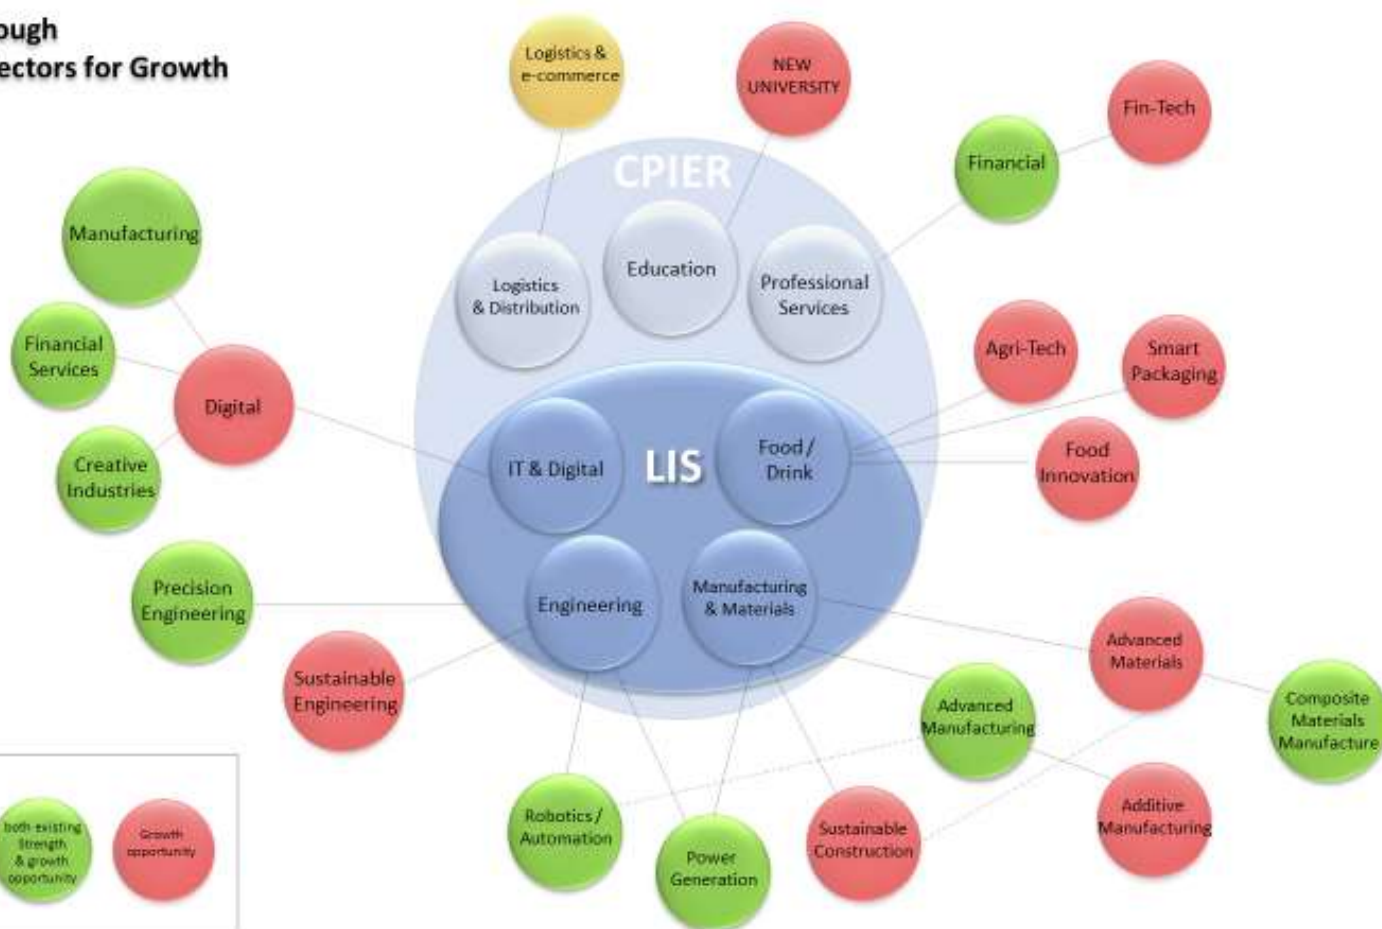 ough
ectors for Growth
Logistics &
e-commerce
NEW
UNIVERSITY
Fin-Tech
Financial
CPIER
Manufacturing
Education
Logistics
& Distribution
Professional
Services
Financial
Services
Digital
Creative
Industries
Agri-Tech
Smart
Packaging
Food
Innovation
IT & Digital
LIS
Food /
Drink
Precision
Engineering
Engineering
Manufacturing
& Materials
Sustainable
Engineering
Advanced
Materials
Advanced
Manufacturing
Composite
Materials
Manufacture
Robotics /
Automation
Power
Generation
Sustainable
Construction
Additive
Manufacturing
both existing
Strength
& growth
opportunity
Growth
opportunity